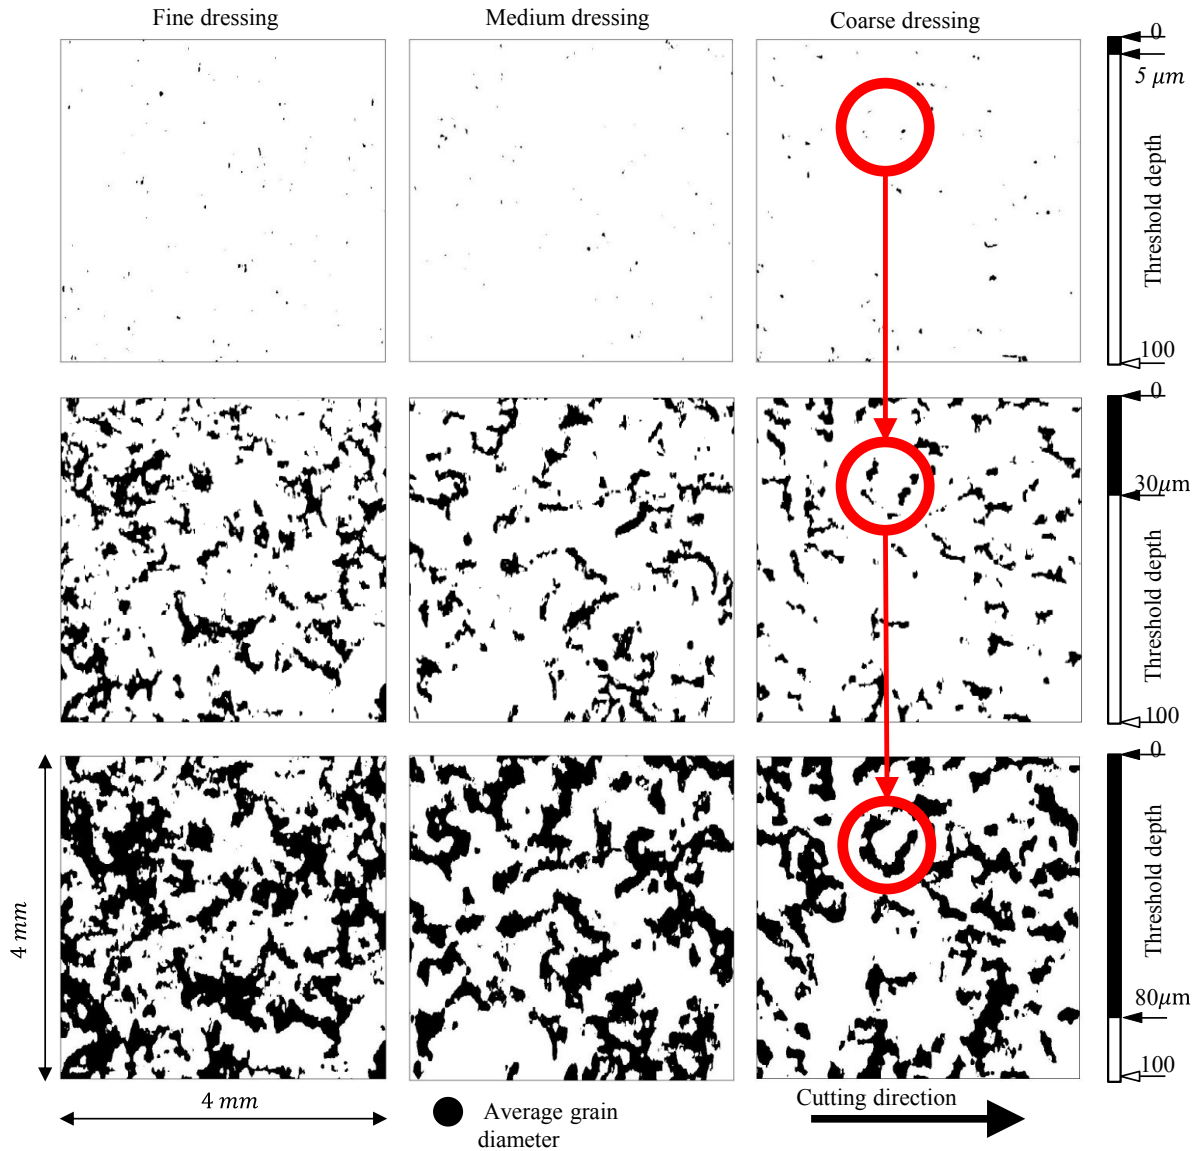 Fine dressing
Medium dressing
Coarse dressing
0
5 µm
Threshold depth
100
0
30µm
Threshold depth
100
0
Threshold depth
80µm
100
4 mm
4 mm
Average grain
diameter
Cutting direction